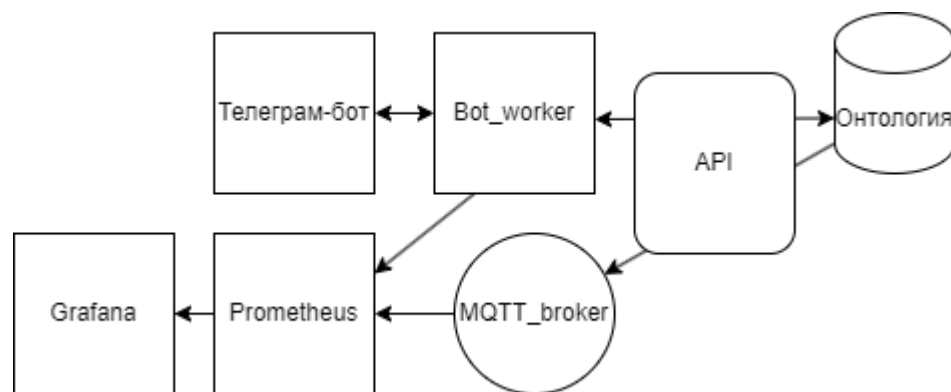 Телеграм-бот
Bot_worker
API
Онтология
Grafana
Prometheus
MQTT_broker